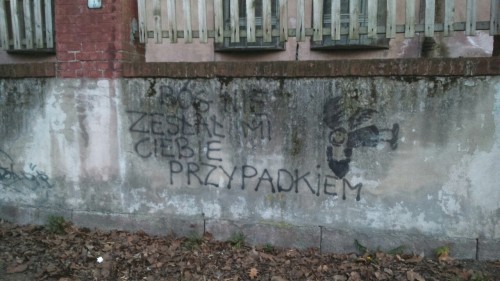 BÓG NIE
ZESŁAŁ MI
CIEBIE
PRZYPADKIEM